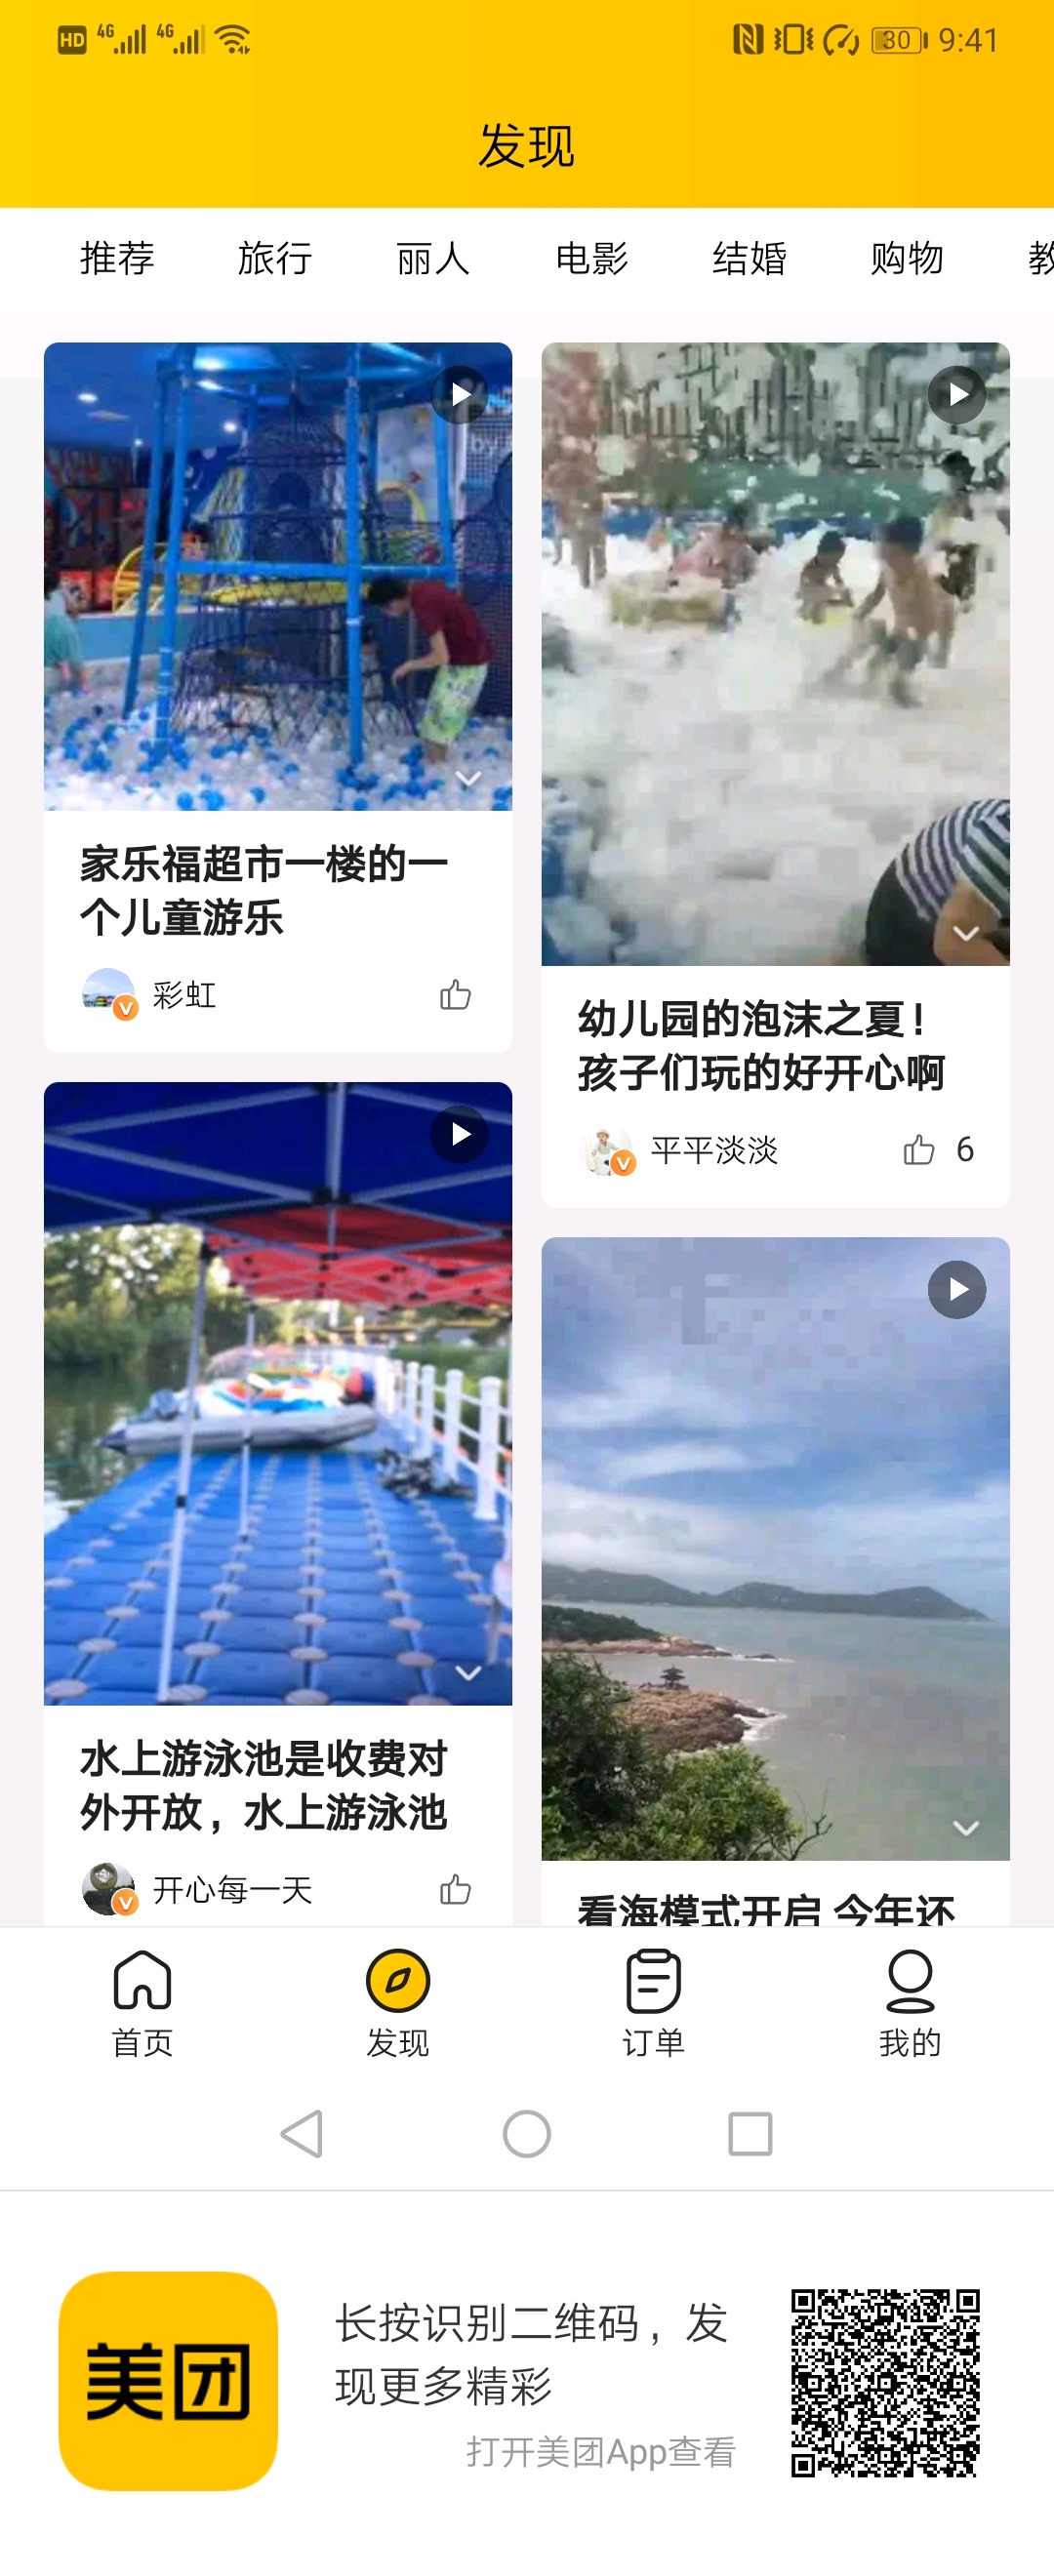 HD 4G 4G 30 9:41
发现
推荐 旅行 丽人 电影 结婚 购物
家乐福超市一楼的一
个儿童游乐
彩虹
幼儿园的泡沫之夏！
孩子们玩的好开心啊
平平淡淡 6
水上游泳池是收费对
外开放，水上游泳池
开心每一天
看海模式开启 今年还
首页 发现 订单 我的
美团
长按识别二维码，发
现更多精彩
打开美团App查看